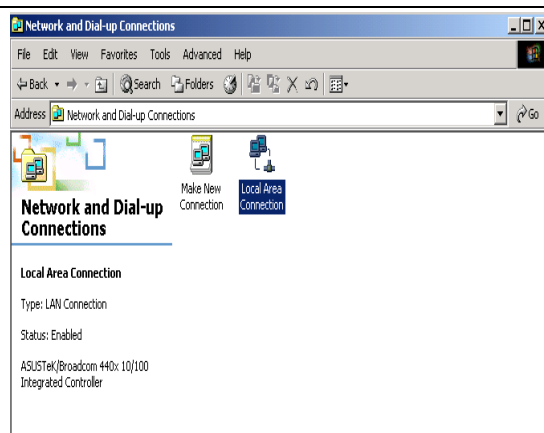 Network and Dial-up Connections
File Edit View Favorites Tools Advanced Help
Back Search Folders
Address Network and Dial-up Connections Go
Make New Connection
Local Area Connection
Network and Dial-up
Connections
Local Area Connection
Type: LAN Connection
Status: Enabled
ASUSTeK/Broadcom 440x 10/100
Integrated Controller